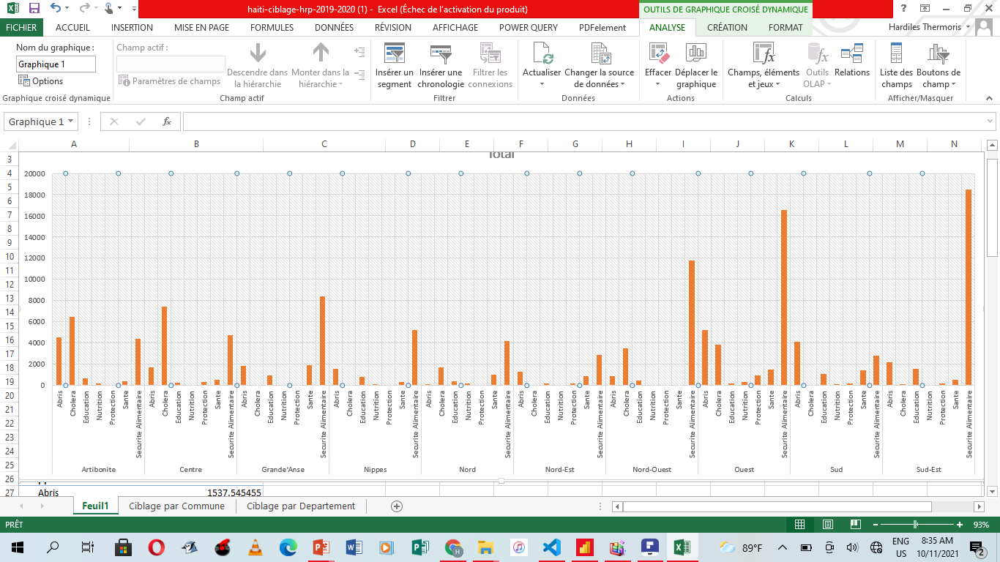 haiti-ciblage-hrp-2019-2020 (1) - Excel (Échec de l'activation du produit)
OUTILS DE GRAPHIQUE CROISÉ DYNAMIQUE
FICHIER ACCUEIL INSERTION MISE EN PAGE FORMULES DONNÉES RÉVISION AFFICHAGE POWER QUERY PDFelement ANALYSE CRÉATION FORMAT Hardiles Thermoris
Nom du graphique :
Graphique 1
Options
Graphique croisé dynamique
Champ actif :
Paramètres de champs
Descendre dans la hiérarchie
Monter dans la hiérarchie
Champ actif
Insérer un segment
Insérer une chronologie
Filtrer les connexions
Filtrer
Actualiser
Changer la source de données
Données
Effacer
Déplacer le graphique
Actions
Champs, éléments et jeux
Outils OLAP
Relations
Calculs
Liste des champs
Boutons de champ
Afficher/Masquer
Graphique 1
fx
A B C D E F G H I J K L M N
3
4
5
6
7
8
9
10
11
12
13
14
15
16
17
18
19
20
21
22
23
24
25
26
27
Total
20000
18000
16000
14000
12000
10000
8000
6000
4000
2000
0
Abris Cholera Education Nutrition Protection Sante Securite Alimentaire
Abris Cholera Education Nutrition Protection Sante Securite Alimentaire
Abris Cholera Education Nutrition Protection Sante Securite Alimentaire
Abris Cholera Education Nutrition Protection Sante Securite Alimentaire
Abris Cholera Education Nutrition Protection Sante Securite Alimentaire
Abris Cholera Education Nutrition Protection Sante Securite Alimentaire
Abris Cholera Education Nutrition Protection Sante Securite Alimentaire
Abris Cholera Education Nutrition Protection Sante Securite Alimentaire
Abris Cholera Education Nutrition Protection Sante Securite Alimentaire
Abris Cholera Education Nutrition Protection Sante Securite Alimentaire
Artibonite Centre Grande'Anse Nippes Nord Nord-Est Nord-Ouest Ouest Sud Sud-Est
Abris 1537,545455
Feuil1 Ciblage par Commune Ciblage par Departement
PRÊT
93%
89°F
ENG
US
8:35 AM
10/11/2021
2